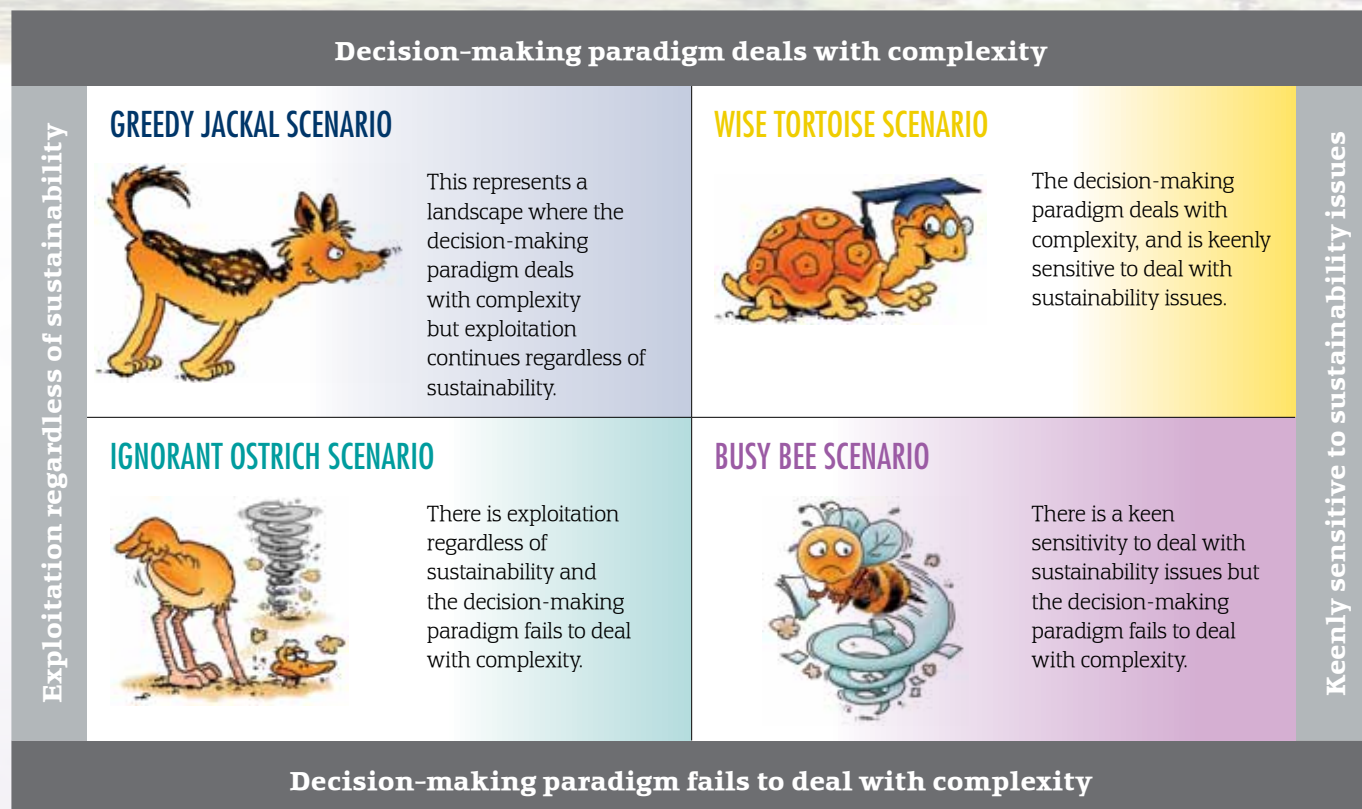 Decision-making paradigm deals with complexity
Exploitation regardless of sustainability
GREEDY JACKAL SCENARIO
This represents a
landscape where the
decision-making
paradigm deals
with complexity
but exploitation
continues regardless of
sustainability.
WISE TORTOISE SCENARIO
The decision-making
paradigm deals with
complexity, and is keenly
sensitive to deal with
sustainability issues.
Keenly sensitive to sustainability issues
IGNORANT OSTRICH SCENARIO
There is exploitation
regardless of
sustainability and
the decision-making
paradigm fails to deal
with complexity.
BUSY BEE SCENARIO
There is a keen
sensitivity to deal with
sustainability issues but
the decision-making
paradigm fails to deal
with complexity.
Decision-making paradigm fails to deal with complexity